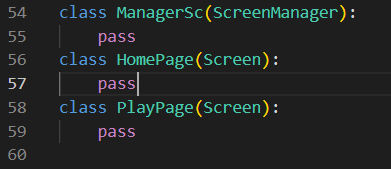 54 class ManagerSc(ScreenManager):
55     pass
56 class HomePage(Screen):
57     pass
58 class PlayPage(Screen):
59     pass
60